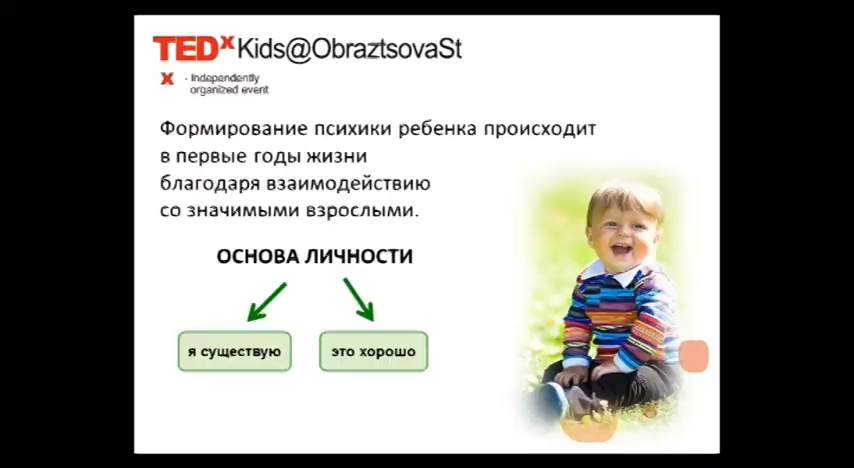 TEDxKids@ObraztsovaSt
x - Independently
organized event
Формирование психики ребенка происходит
в первые годы жизни
благодаря взаимодействию
со значимыми взрослыми.
ОСНОВА ЛИЧНОСТИ
я существую
это хорошо